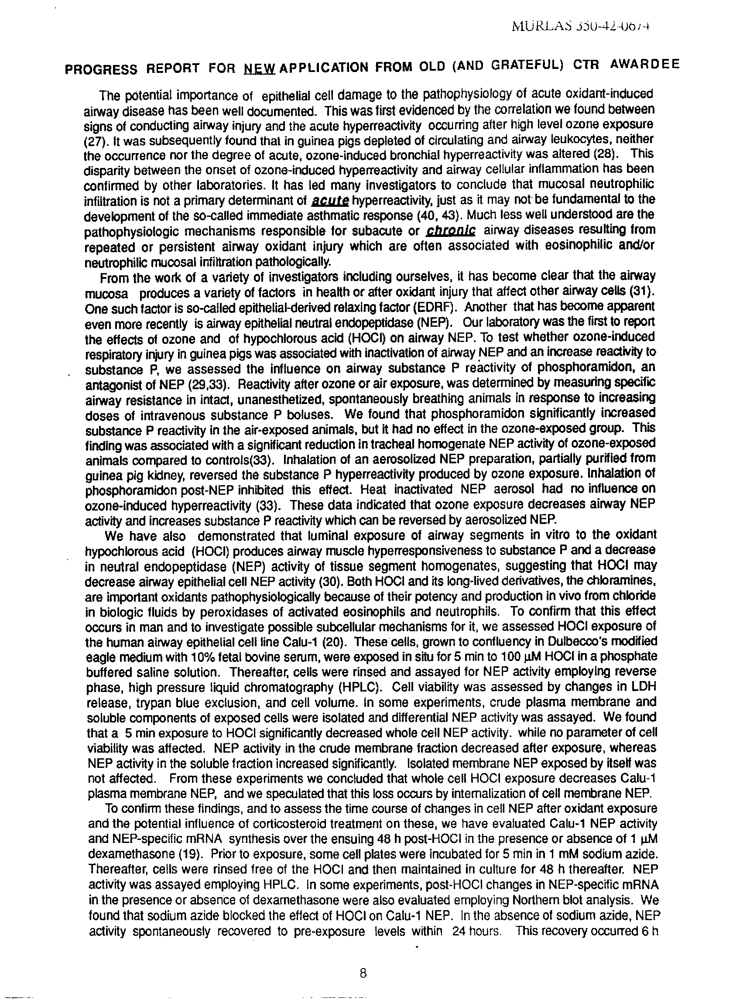 MURLAS 330-42-0674
PROGRESS REPORT FOR NEW APPLICATION FROM OLD (AND GRATEFUL) CTR AWARDEE
The potential importance of epithelial cell damage to the pathophysiology of acute oxidant-induced
airway disease has been well documented. This was first evidenced by the correlation we found between
signs of conducting airway injury and the acute hyperreactivity occurring after high level ozone exposure
(27). It was subsequently found that in guinea pigs depleted of circulating and airway leukocytes, neither
the occurrence nor the degree of acute, ozone-induced bronchial hyperreactivity was altered (28). This
disparity between the onset of ozone-induced hyperreactivity and airway cellular inflammation has been
confirmed by other laboratories. It has led many investigators to conclude that mucosal neutrophilic
infiltration is not a primary determinant of acute hyperreactivity, just as it may not be fundamental to the
development of the so-called immediate asthmatic response (40, 43). Much less well understood are the
pathophysiologic mechanisms responsible for subacute or chronic airway diseases resulting from
repeated or persistent airway oxidant injury which are often associated with eosinophilic and/or
neutrophilic mucosal infiltration pathologically.
From the work of a variety of investigators including ourselves, it has become clear that the airway
mucosa produces a variety of factors in health or after oxidant injury that affect other airway cells (31).
One such factor is so-called epithelial-derived relaxing factor (EDRF). Another that has become apparent
even more recently is airway epithelial neutral endopeptidase (NEP). Our laboratory was the first to report
the effects of ozone and of hypochlorous acid (HOCl) on airway NEP. To test whether ozone-induced
respiratory injury in guinea pigs was associated with inactivation of airway NEP and an increase reactivity to
substance P, we assessed the influence on airway substance P reactivity of phosphoramidon, an
antagonist of NEP (29,33). Reactivity after ozone or air exposure, was determined by measuring specific
airway resistance in intact, unanesthetized, spontaneously breathing animals in response to increasing
doses of intravenous substance P boluses. We found that phosphoramidon significantly increased
substance P reactivity in the air-exposed animals, but it had no effect in the ozone-exposed group. This
finding was associated with a significant reduction in tracheal homogenate NEP activity of ozone-exposed
animals compared to controls(33). Inhalation of an aerosolized NEP preparation, partially purified from
guinea pig kidney, reversed the substance P hyperreactivity produced by ozone exposure. Inhalation of
phosphoramidon post-NEP inhibited this effect. Heat inactivated NEP aerosol had no influence on
ozone-induced hyperreactivity (33). These data indicated that ozone exposure decreases airway NEP
activity and increases substance P reactivity which can be reversed by aerosolized NEP.
We have also demonstrated that luminal exposure of airway segments in vitro to the oxidant
hypochlorous acid (HOCl) produces airway muscle hyperresponsiveness to substance P and a decrease
in neutral endopeptidase (NEP) activity of tissue segment homogenates, suggesting that HOCl may
decrease airway epithelial cell NEP activity (30). Both HOCl and its long-lived derivatives, the chloramines,
are important oxidants pathophysiologically because of their potency and production in vivo from chloride
in biologic fluids by peroxidases of activated eosinophils and neutrophils. To confirm that this effect
occurs in man and to investigate possible subcellular mechanisms for it, we assessed HOCl exposure of
the human airway epithelial cell line Calu-1 (20). These cells, grown to confluency in Dulbecco's modified
eagle medium with 10% fetal bovine serum, were exposed in situ for 5 min to 100 µM HOCl in a phosphate
buffered saline solution. Thereafter, cells were rinsed and assayed for NEP activity employing reverse
phase, high pressure liquid chromatography (HPLC). Cell viability was assessed by changes in LDH
release, trypan blue exclusion, and cell volume. In some experiments, crude plasma membrane and
soluble components of exposed cells were isolated and differential NEP activity was assayed. We found
that a 5 min exposure to HOCl significantly decreased whole cell NEP activity. while no parameter of cell
viability was affected. NEP activity in the crude membrane fraction decreased after exposure, whereas
NEP activity in the soluble fraction increased significantly. Isolated membrane NEP exposed by itself was
not affected. From these experiments we concluded that whole cell HOCl exposure decreases Calu-1
plasma membrane NEP, and we speculated that this loss occurs by internalization of cell membrane NEP.
To confirm these findings, and to assess the time course of changes in cell NEP after oxidant exposure
and the potential influence of corticosteroid treatment on these, we have evaluated Calu-1 NEP activity
and NEP-specific mRNA synthesis over the ensuing 48 h post-HOCl in the presence or absence of 1 µM
dexamethasone (19). Prior to exposure, some cell plates were incubated for 5 min in 1 mM sodium azide.
Thereafter, cells were rinsed free of the HOCl and then maintained in culture for 48 h thereafter. NEP
activity was assayed employing HPLC. In some experiments, post-HOCl changes in NEP-specific mRNA
in the presence or absence of dexamethasone were also evaluated employing Northern blot analysis. We
found that sodium azide blocked the effect of HOCl on Calu-1 NEP. In the absence of sodium azide, NEP
activity spontaneously recovered to pre-exposure levels within 24 hours. This recovery occurred 6 h
8